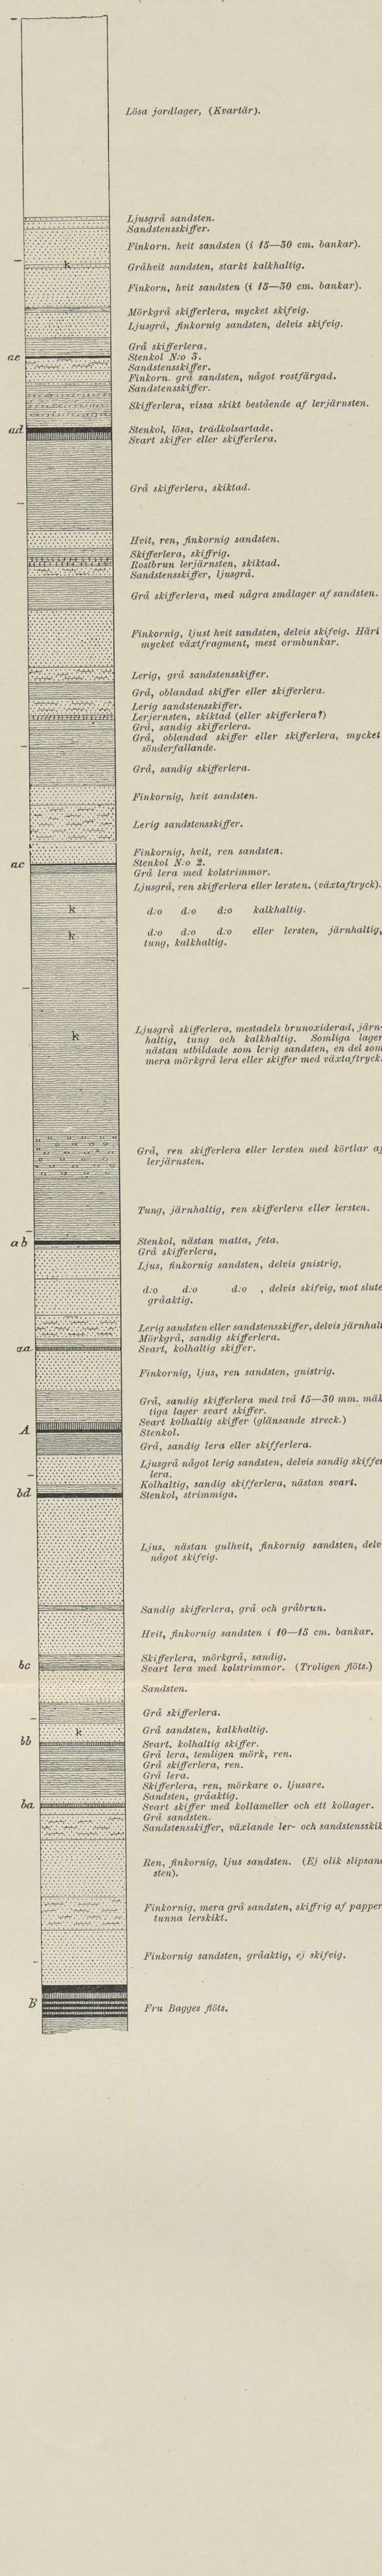 Lösa jordlager, (Kvartär).
Ljusgrå sandsten.
Sandstensskiffer.
Finkorn. hvit sandsten (i 15—30 cm. bankar).
k Gråhvit sandsten, starkt kalkhaltig.
Finkorn, hvit sandsten (i 15—30 cm. bankar).
Mörkgrå skifferlera, mycket skifvig.
Ljusgrå, finkornig sandsten, delvis skifvig.
Grå skifferlera.
ae Stenkol N:o 3.
Sandstensskiffer.
Finkorn. grå sandsten, något rostfärgad.
Sandstensskiffer.
Skifferlera, vissa skikt bestående af lerjärnsten.
ad Stenkol, lösa, trädkolsartade.
Svart skiffer eller skifferlera.
Grå skifferlera, skiktad.
Hvit, ren, finkornig sandsten.
Skifferlera, skiffrig.
Rostbrun lerjärnsten, skiktad.
Sandstensskiffer, ljusgrå.
Grå skifferlera, med några smålager af sandsten.
Finkornig, ljust hvit sandsten, delvis skifvig. Häri
mycket växtfragment, mest ormbunkar.
Lerig, grå sandstensskiffer.
Grå, oblandad skiffer eller skifferlera.
Lerig sandstensskiffer.
Lerjernsten, skiktad (eller skifferlera?)
Grå, sandig skifferlera.
Grå, oblandad skiffer eller skifferlera, mycket
sönderfallande.
Grå, sandig skifferlera.
Finkornig, hvit sandsten.
Lerig sandstensskiffer.
Finkornig, hvit, ren sandsten.
ac Stenkol N:o 2.
Grå lera med kolstrimmor.
Ljusgrå, ren skifferlera eller lersten. (växtaftryck).
k d:o d:o d:o kalkhaltig.
k d:o d:o d:o eller lersten, järnhaltig,
tung, kalkhaltig.
k Ljusgrå skifferlera, mestadels brunoxiderad, järn-
haltig, tung och kalkhaltig. Somliga lager
nästan utbildade som lerig sandsten, en del som
mera mörkgrå lera eller skiffer med växtaftryck.
Grå, ren skifferlera eller lersten med körtlar af
lerjärnsten.
Tung, järnhaltig, ren skifferlera eller lersten.
ab Stenkol, nästan matta, feta.
Grå skifferlera,
Ljus, finkornig sandsten, delvis gnistrig,
d:o d:o d:o , delvis skifvig, mot slute
gråaktig.
Lerig sandsten eller sandstensskiffer, delvis järnhalt
Mörkgrå, sandig skifferlera.
aa Svart, kolhaltig skiffer.
Finkornig, ljus, ren sandsten, gnistrig.
Grå, sandig skifferlera med två 15—30 mm. mäk
tiga lager svart skiffer.
Svart kolhaltig skiffer (glänsande streck.)
A Stenkol.
Grå, sandig lera eller skifferlera.
Ljusgrå något lerig sandsten, delvis sandig skiffer
lera.
Kolhaltig, sandig skifferlera, nästan svart.
bd Stenkol, strimmiga.
Ljus, nästan gulhvit, finkornig sandsten, delv
något skifvig.
Sandig skifferlera, grå och gråbrun.
Hvit, finkornig sandsten i 10—15 cm. bankar.
Skifferlera, mörkgrå, sandig.
bc Svart lera med kolstrimmor. (Troligen flöts.)
Sandsten.
Grå skifferlera.
k Grå sandsten, kalkhaltig.
bb Svart, kolhaltig skiffer.
Grå lera, temligen mörk, ren.
Grå skifferlera, ren.
Grå lera.
Skifferlera, ren, mörkare o. ljusare.
Sandsten, gråaktig.
ba Svart skiffer med kollameller och ett kollager.
Grå sandsten.
Sandstensskiffer, växlande ler- och sandstensskik
Ren, finkornig, ljus sandsten. (Ej olik slipsand
sten).
Finkornig, mera grå sandsten, skiffrig af papper
tunna lerskikt.
Finkornig sandsten, gråaktig, ej skifvig.
B Fru Bagges flöts.